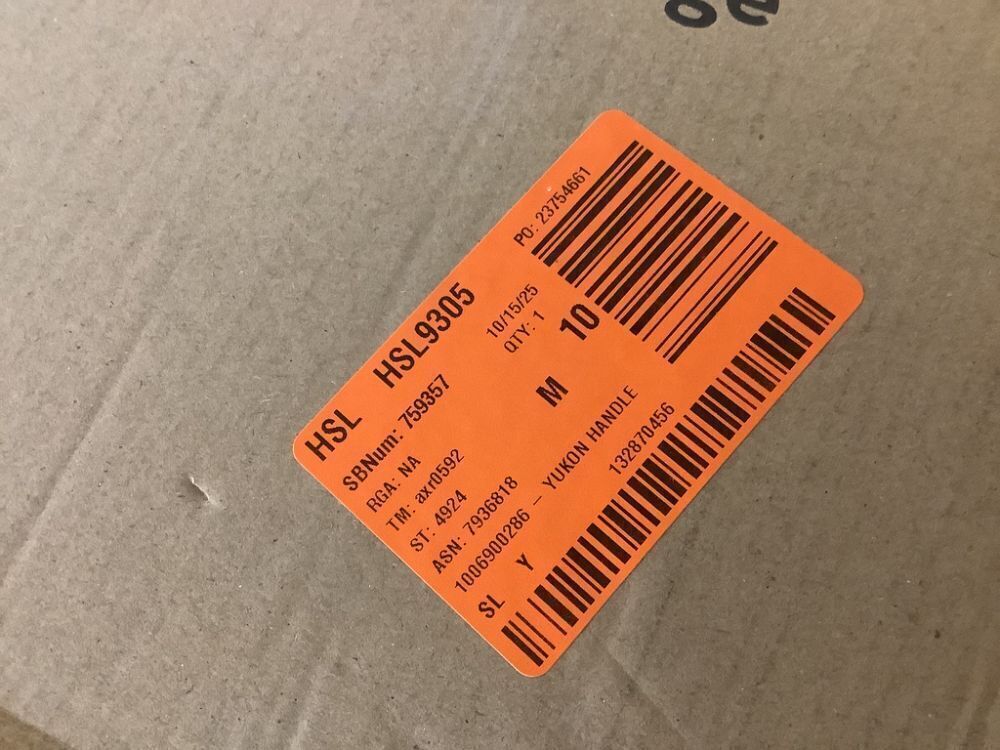 oe
HSL HSL9305
SBNum: 759357
RGA: NA
TM: axr0592
ST: 4924
ASN: 7936818
1006900286 - YUKON HANDLE
SL Y
132870456
10/15/25
QTY: 1
M 10
PO: 23754661